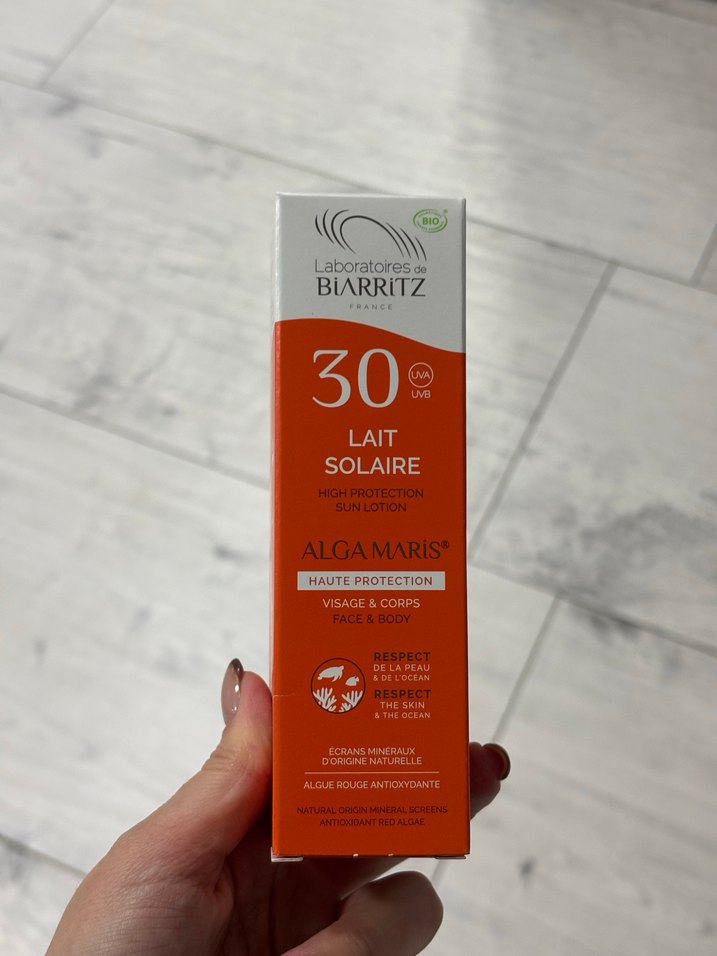 BIO
Laboratoires de
BiARRiTZ
FRANCE
30
UVA
UVB
LAIT
SOLAIRE
HIGH PROTECTION
SUN LOTION
ALGA MARiS®
HAUTE PROTECTION
VISAGE & CORPS
FACE & BODY
RESPECT
DE LA PEAU
& DE L'OCÉAN
RESPECT
THE SKIN
& THE OCEAN
ÉCRANS MINÉRAUX
D'ORIGINE NATURELLE
ALGUE ROUGE ANTIOXYDANTE
NATURAL ORIGIN MINERAL SCREENS
ANTIOXIDANT RED ALGAE